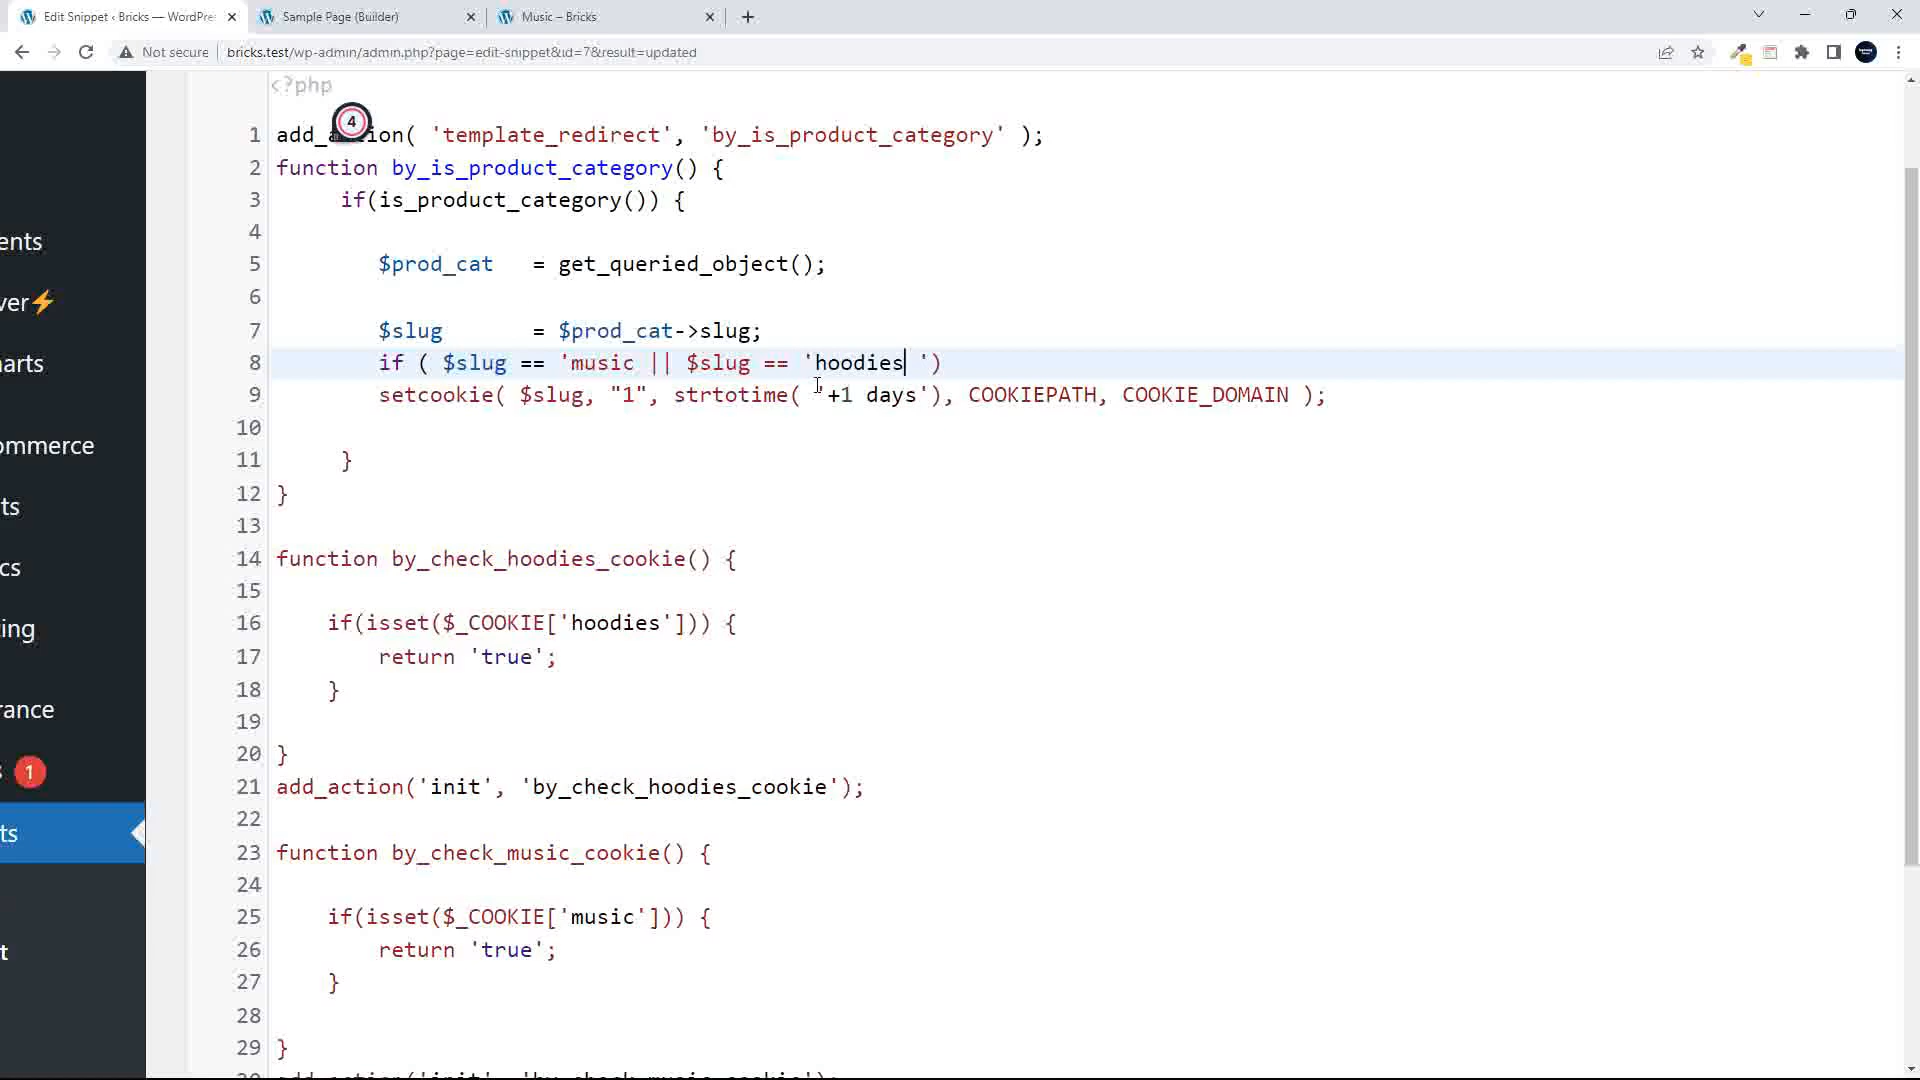 Edit Snippet ‹ Bricks — WordPre
Sample Page (Builder)
Music – Bricks
Not secure
bricks.test/wp-admin/admin.php?page=edit-snippet&id=7&result=updated
<?php
4
1 add_action( 'template_redirect', 'by_is_product_category' );
2 function by_is_product_category() {
3 if(is_product_category()) {
4
5 $prod_cat = get_queried_object();
6
7 $slug = $prod_cat->slug;
8 if ( $slug == 'music || $slug == 'hoodies ')
9 setcookie( $slug, "1", strtotime( '+1 days'), COOKIEPATH, COOKIE_DOMAIN );
10
11 }
12 }
13
14 function by_check_hoodies_cookie() {
15
16 if(isset($_COOKIE['hoodies'])) {
17 return 'true';
18 }
19
20 }
21 add_action('init', 'by_check_hoodies_cookie');
22
23 function by_check_music_cookie() {
24
25 if(isset($_COOKIE['music'])) {
26 return 'true';
27 }
28
29 }
30 add_action('init', 'by_check_music_cookie');
ents
ver⚡
arts
ommerce
ts
cs
ting
rance
s 1
ts
t